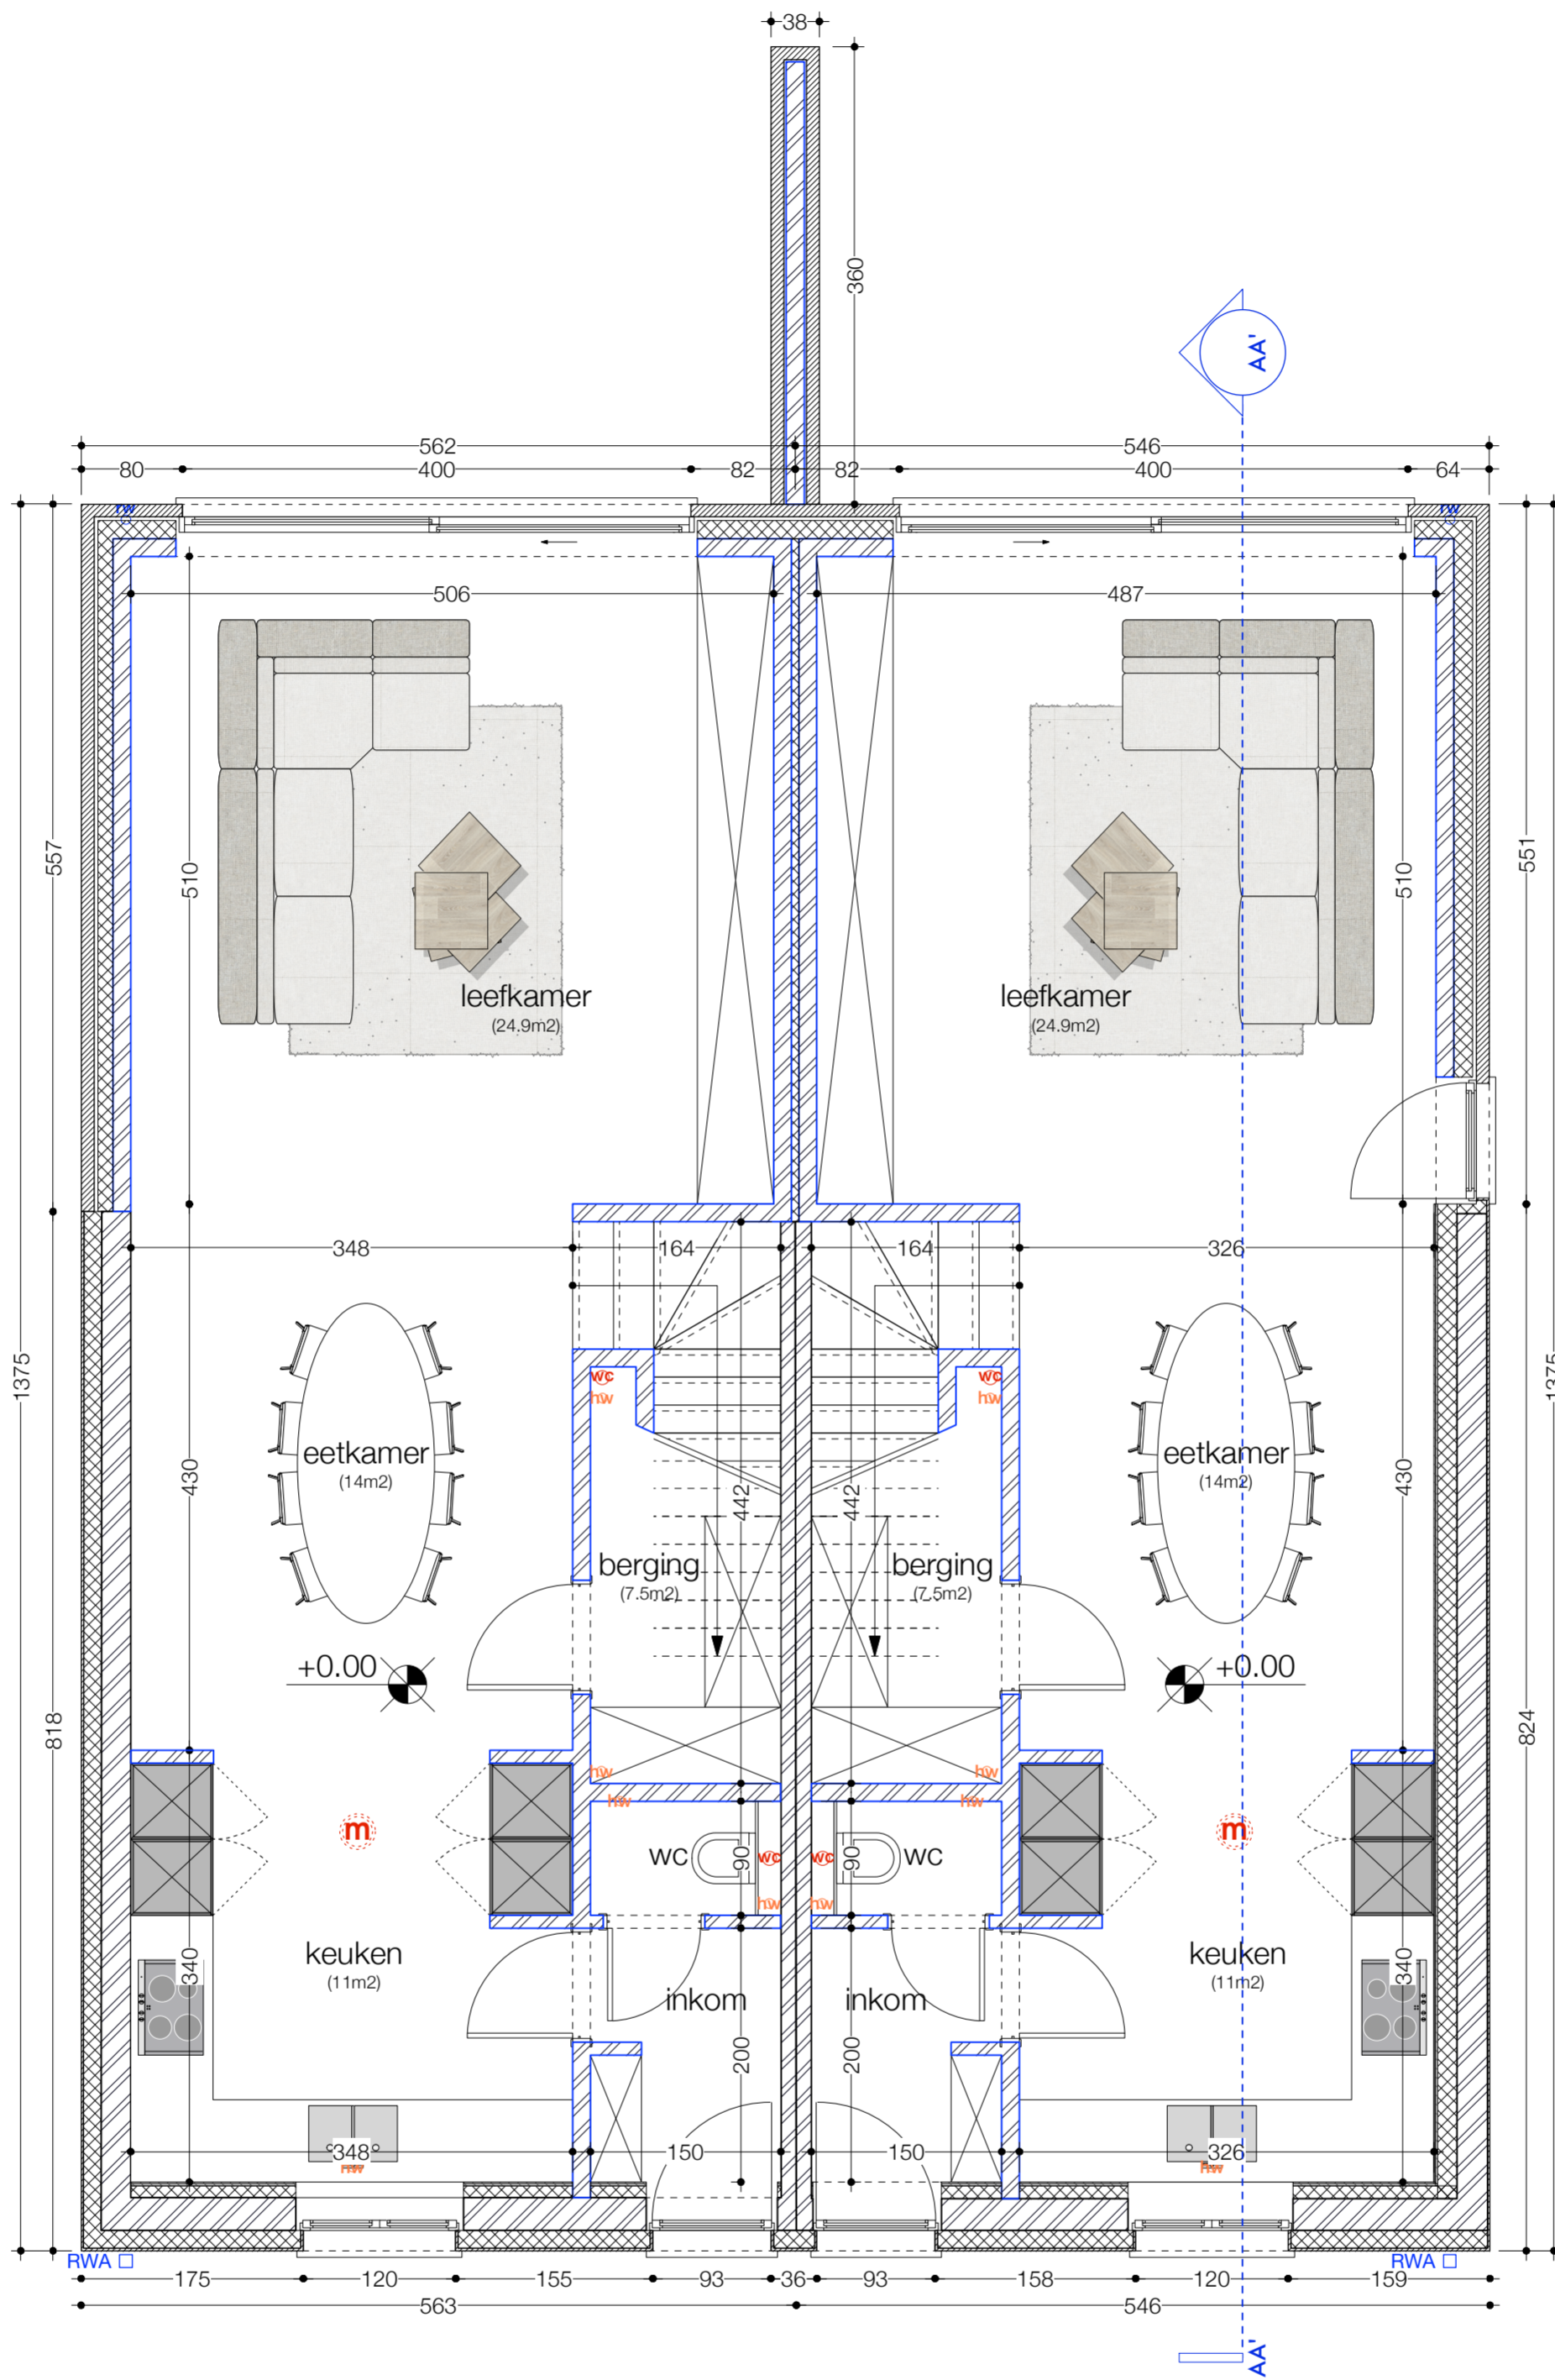 38
360
AA'
562 546
80 400 82 82 400 64
rw rw
506 487
557 510 510 551
leefkamer leefkamer
(24.9m2) (24.9m2)
348 164 164 326
1375 1375
wc wc
hw hw
eetkamer eetkamer
(14m2) (14m2)
430 442 442 430
berging berging
(7.5m2) (7.5m2)
+0.00 +0.00
818 824
hw hw
hw hw
m m
wc 90 wc wc 90 wc
hw hw
keuken keuken
(11m2) (11m2)
340 340
inkom inkom
200 200
348 150 150 326
hw hw
RWA RWA
175 120 155 93 36 93 158 120 159
563 546
AA'